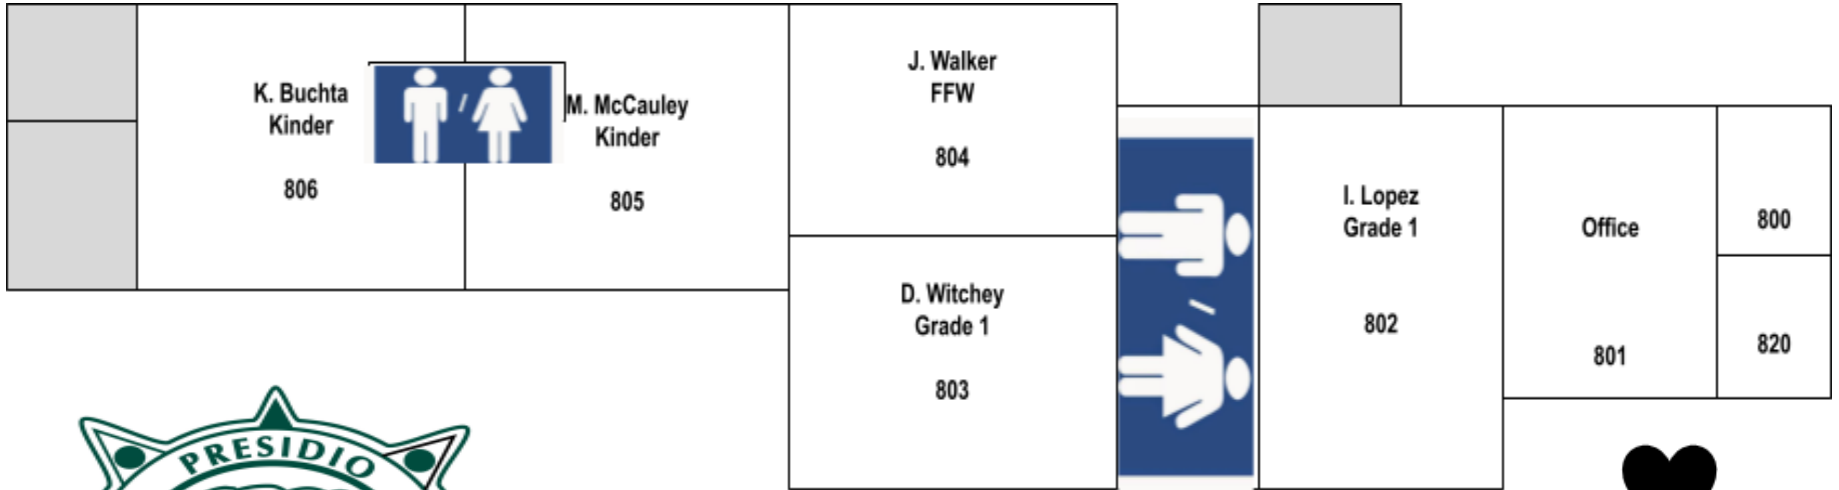 K. Buchta
Kinder
806
M. McCauley
Kinder
805
J. Walker
FFW
804
D. Witchey
Grade 1
803
I. Lopez
Grade 1
802
Office
801
800
820
PRESIDIO